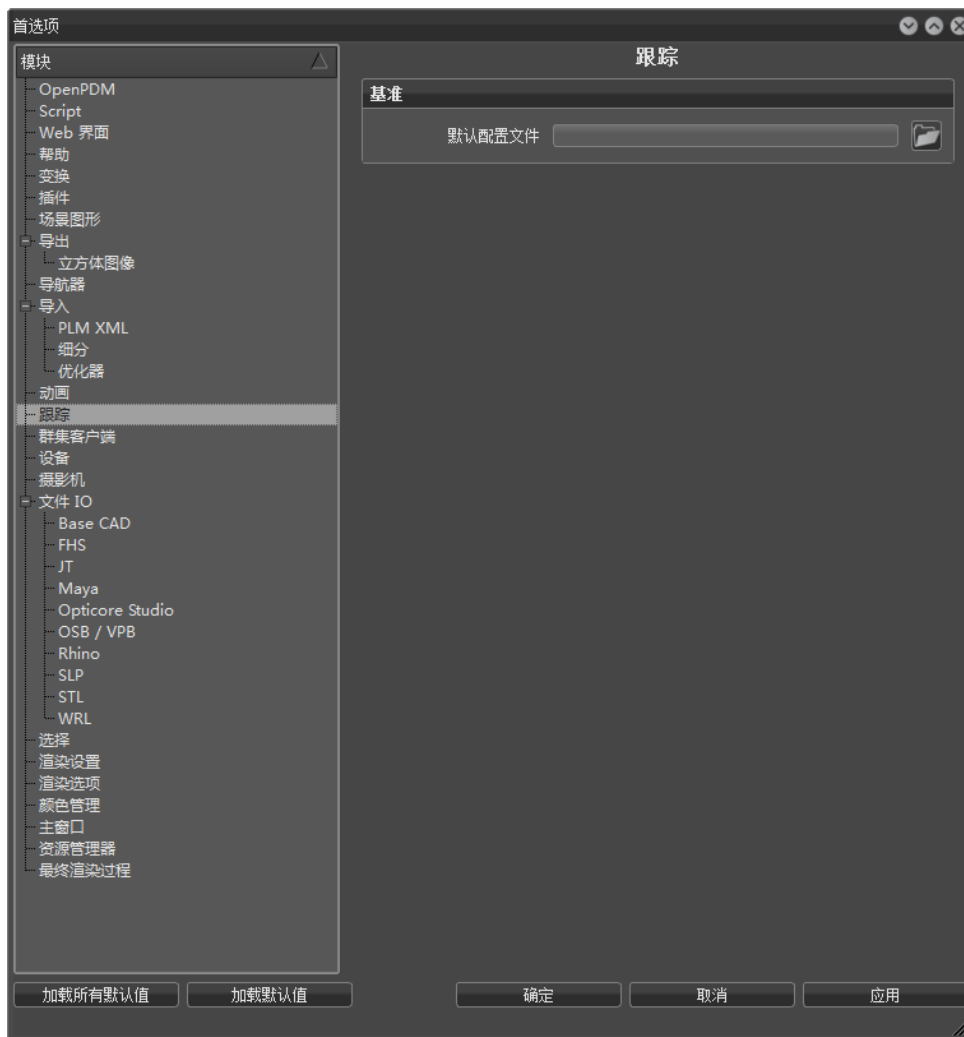 首选项
模块
OpenPDM
Script
Web 界面
帮助
变换
插件
场景图形
导出
立方体图像
导航器
导入
PLM XML
细分
优化器
动画
跟踪
群集客户端
设备
摄影机
文件 IO
Base CAD
FHS
JT
Maya
Opticore Studio
OSB / VPB
Rhino
SLP
STL
WRL
选择
渲染设置
渲染选项
颜色管理
主窗口
资源管理器
最终渲染过程
跟踪
基准
默认配置文件
加载所有默认值 加载默认值 确定 取消 应用